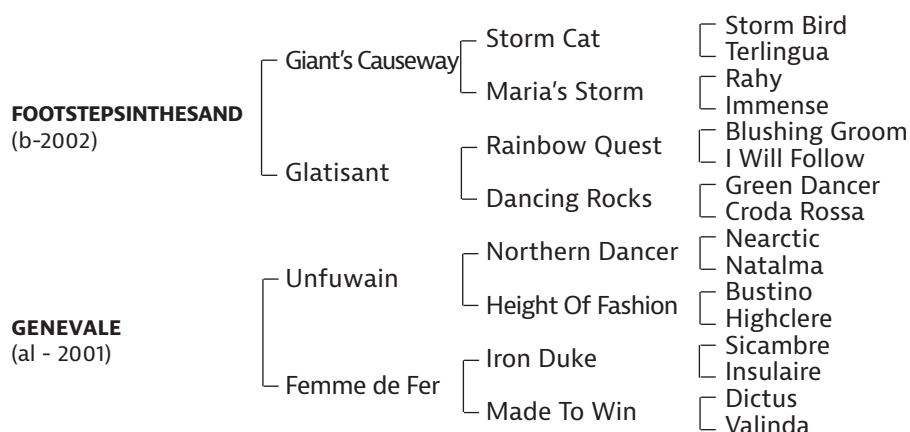 FOOTSTEPSINTHESAND
(b-2002)
Giant's Causeway
Glatisant
Storm Cat
Maria's Storm
Rainbow Quest
Dancing Rocks
Storm Bird
Terlingua
Rahy
Immense
Blushing Groom
I Will Follow
Green Dancer
Croda Rossa
GENEVALE
(al - 2001)
Unfuwain
Femme de Fer
Northern Dancer
Height Of Fashion
Iron Duke
Made To Win
Nearctic
Natalma
Bustino
Highclere
Sicambre
Insulaire
Dictus
Valinda